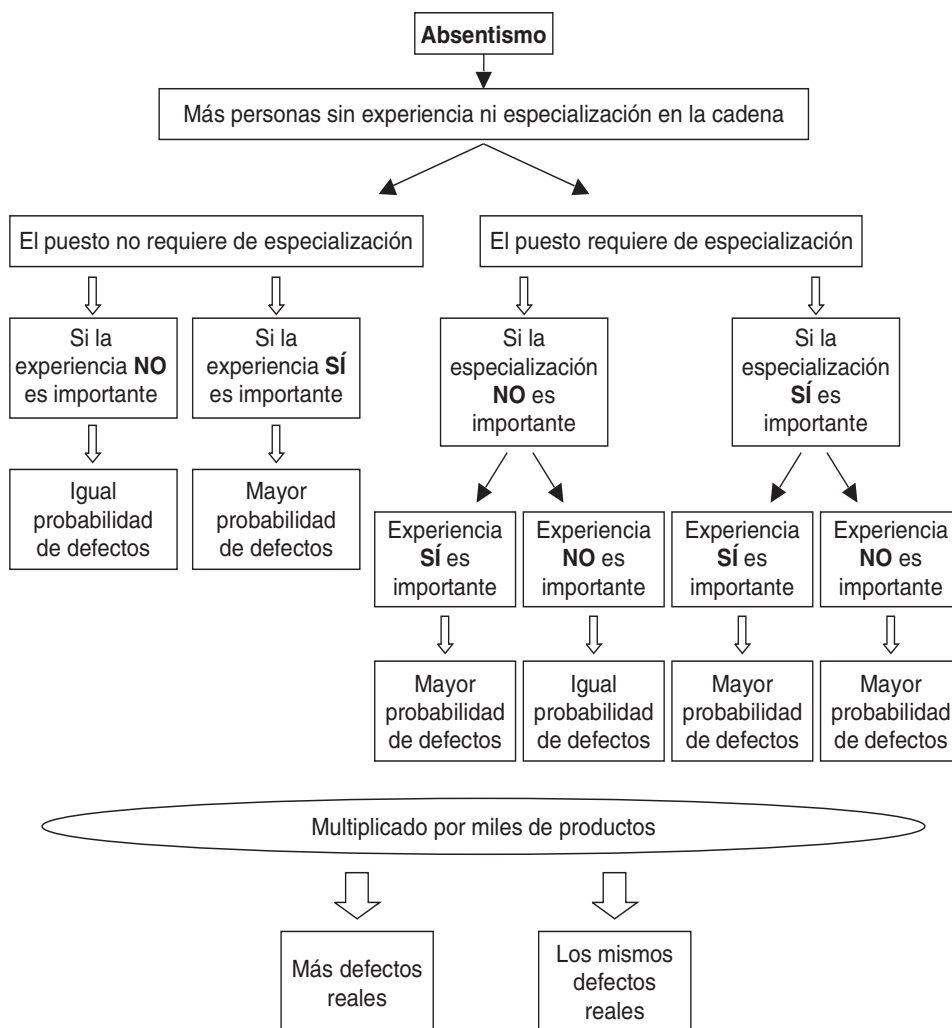 Absentismo
Más personas sin experiencia ni especialización en la cadena
El puesto no requiere de especialización
El puesto requiere de especialización
Si la
experiencia NO
es importante
Si la
experiencia SÍ
es importante
Si la
especialización
NO es
importante
Si la
especialización
SÍ es
importante
Igual
probabilidad
de defectos
Mayor
probabilidad
de defectos
Experiencia
SÍ es
importante
Experiencia
NO es
importante
Experiencia
SÍ es
importante
Experiencia
NO es
importante
Mayor
probabilidad
de defectos
Igual
probabilidad
de defectos
Mayor
probabilidad
de defectos
Mayor
probabilidad
de defectos
Multiplicado por miles de productos
Más defectos
reales
Los mismos
defectos
reales